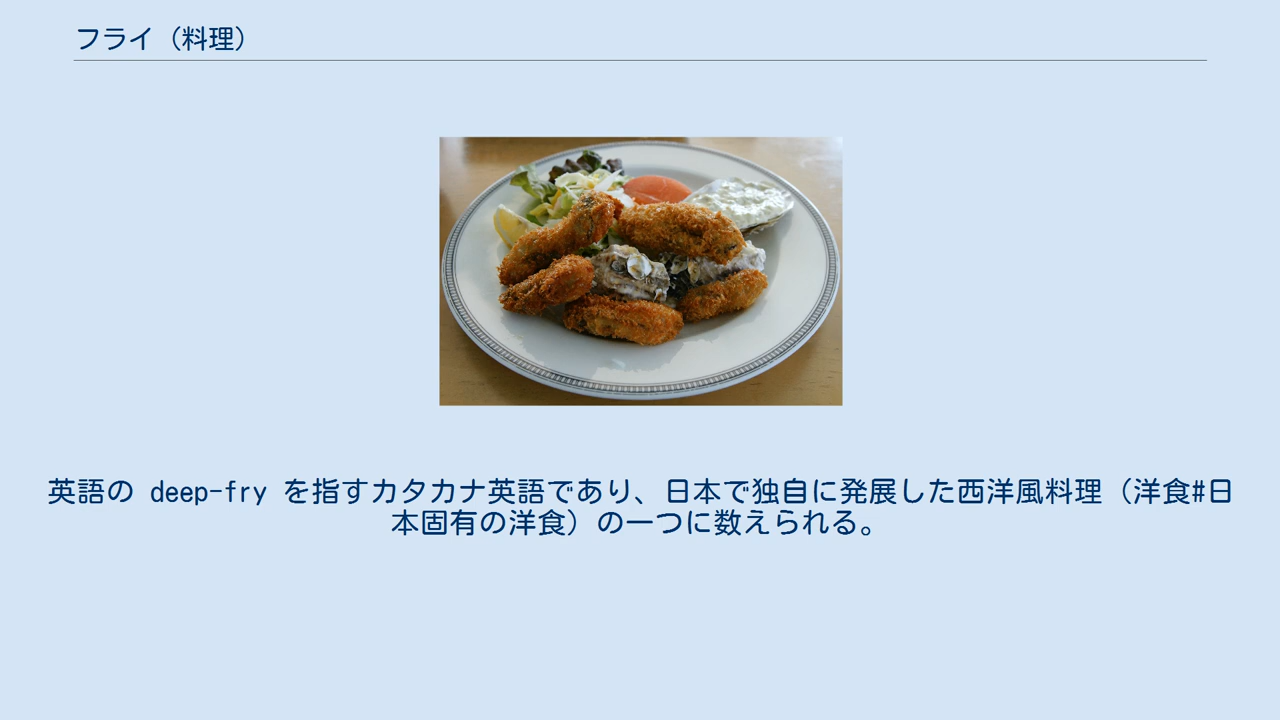 フライ（料理）
英語の deep-fry を指すカタカナ英語であり、日本で独自に発展した西洋風料理（洋食#日
本固有の洋食）の一つに数えられる。